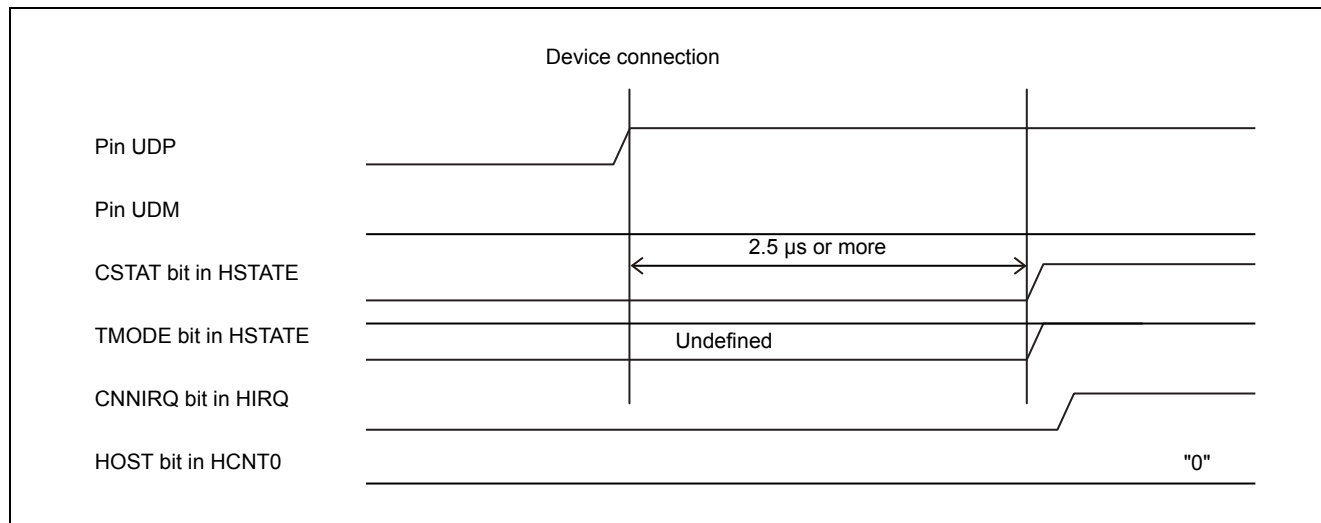 Device connection
Pin UDP
Pin UDM
2.5 µs or more
CSTAT bit in HSTATE
TMODE bit in HSTATE
Undefined
CNNIRQ bit in HIRQ
HOST bit in HCNT0
"0"